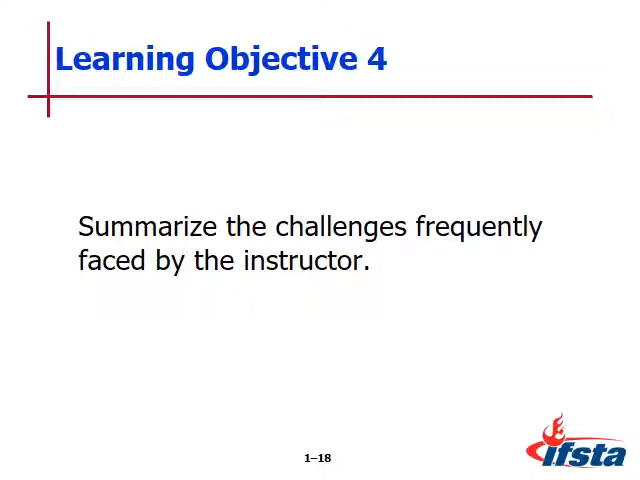 Learning Objective 4
Summarize the challenges frequently
faced by the instructor.
1–18
ifsta